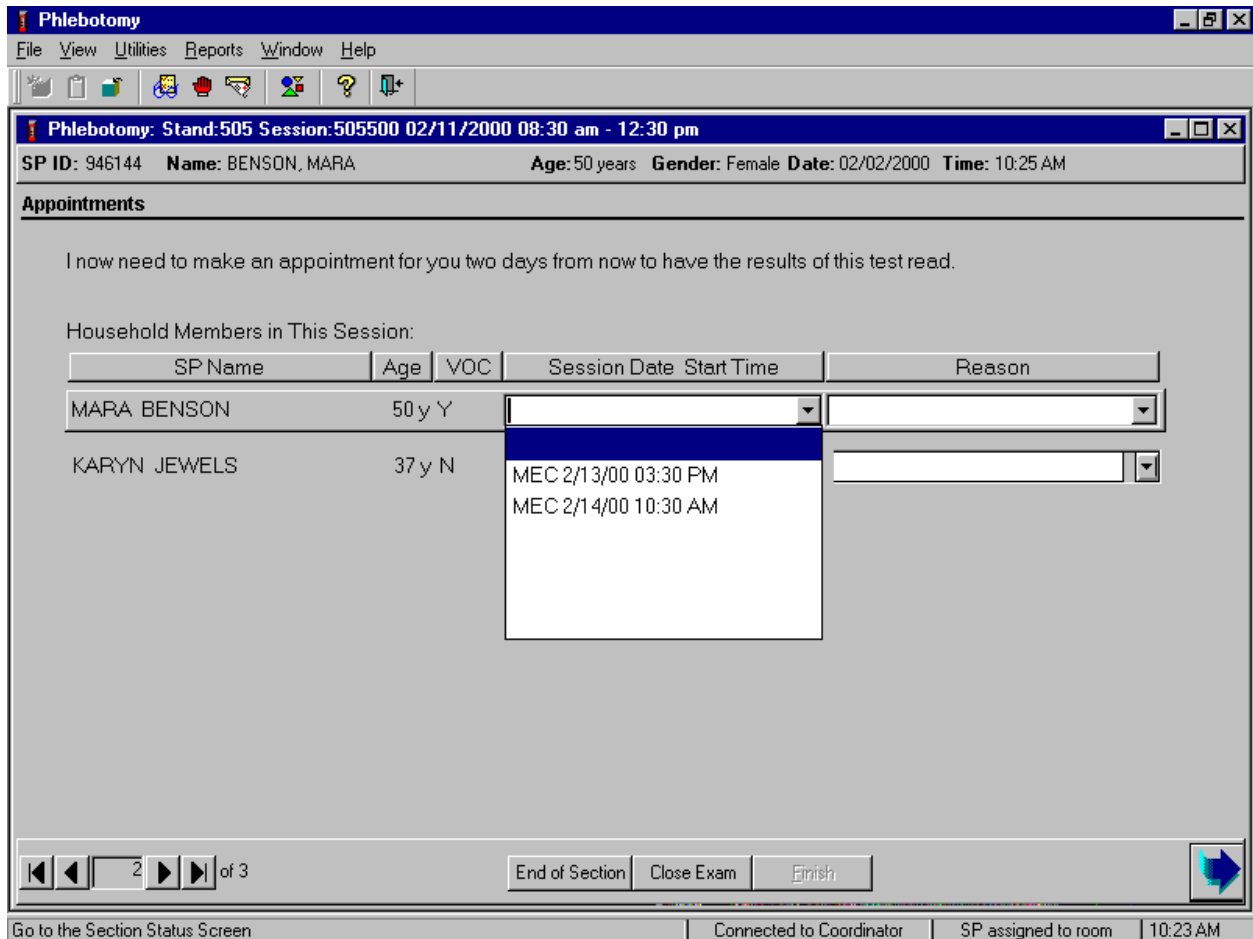 Phlebotomy
File View Utilities Reports Window Help
Phlebotomy: Stand:505 Session:505500 02/11/2000 08:30 am - 12:30 pm
SP ID: 946144 Name: BENSON, MARA Age: 50 years Gender: Female Date: 02/02/2000 Time: 10:25 AM
Appointments
I now need to make an appointment for you two days from now to have the results of this test read.
Household Members in This Session:
SP Name Age VOC Session Date Start Time Reason
MARA BENSON 50 y Y
KARYN JEWELS 37 y N
MEC 2/13/00 03:30 PM
MEC 2/14/00 10:30 AM
2 of 3 End of Section Close Exam Finish
Go to the Section Status Screen Connected to Coordinator SP assigned to room 10:23 AM